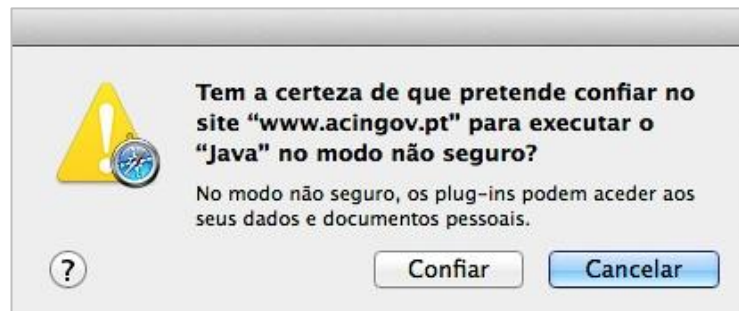 Tem a certeza de que pretende confiar no
site “www.acingov.pt” para executar o
“Java” no modo não seguro?
No modo não seguro, os plug-ins podem aceder aos
seus dados e documentos pessoais.
? Confiar Cancelar